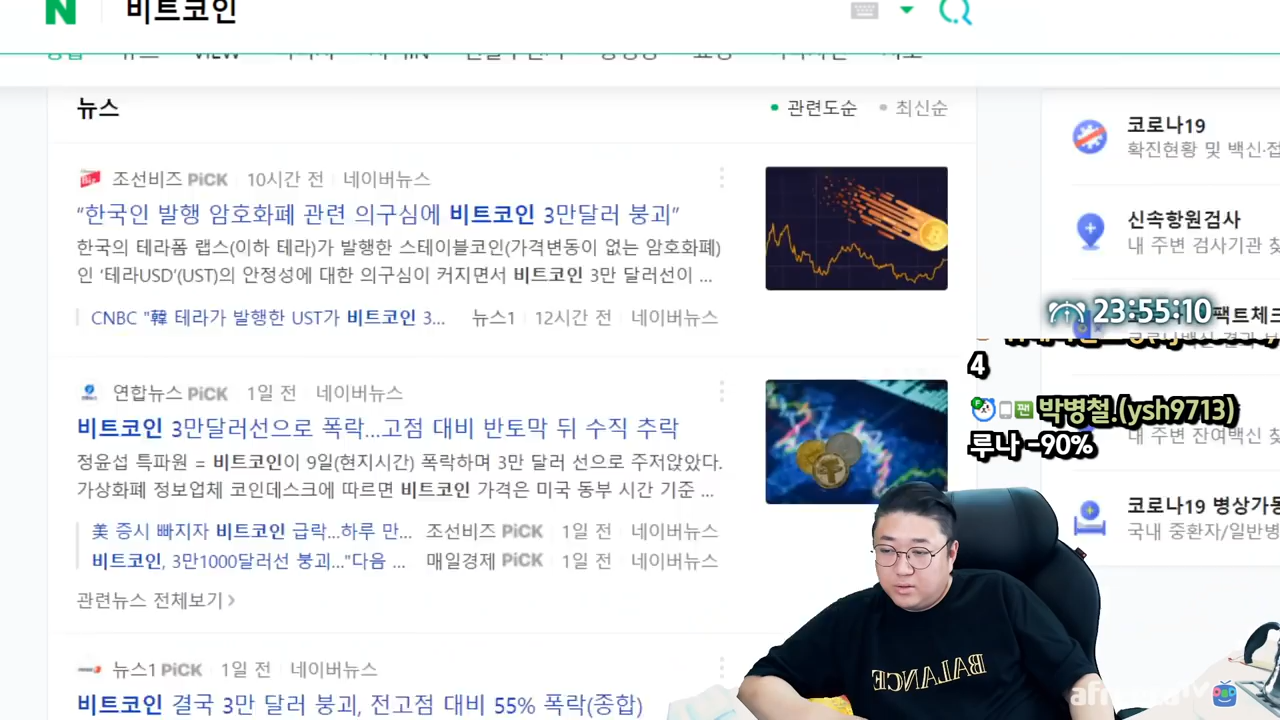 N 비트코인
뉴스
관련도순
최신순
조선비즈 PiCK 10시간 전 네이버뉴스
“한국인 발행 암호화폐 관련 의구심에 비트코인 3만달러 붕괴”
한국의 테라폼 랩스(이하 테라)가 발행한 스테이블코인(가격변동이 없는 암호화폐)
인 ‘테라USD’(UST)의 안정성에 대한 의구심이 커지면서 비트코인 3만 달러선이 ...
CNBC "韓 테라가 발행한 UST가 비트코인 3... 뉴스1 12시간 전 네이버뉴스
연합뉴스 PiCK 1일 전 네이버뉴스
비트코인 3만달러선으로 폭락...고점 대비 반토막 뒤 수직 추락
정윤섭 특파원 = 비트코인이 9일(현지시간) 폭락하며 3만 달러 선으로 주저앉았다.
가상화폐 정보업체 코인데스크에 따르면 비트코인 가격은 미국 동부 시간 기준 ...
美 증시 빠지자 비트코인 급락...하루 만... 조선비즈 PiCK 1일 전 네이버뉴스
비트코인, 3만1000달러선 붕괴..."다음 ... 매일경제 PiCK 1일 전 네이버뉴스
관련뉴스 전체보기
뉴스1 PiCK 1일 전 네이버뉴스
비트코인 결국 3만 달러 붕괴, 전고점 대비 55% 폭락(종합)
코로나19
확진현황 및 백신·접
신속항원검사
내 주변 검사기관 찾
23:55:10
팩트체크
4
팬 박병철.(ysh9713)
루나 -90%
내 주변 잔여백신 찾
코로나19 병상가동
국내 중환자/일반병
BALANCE
afreecaTV